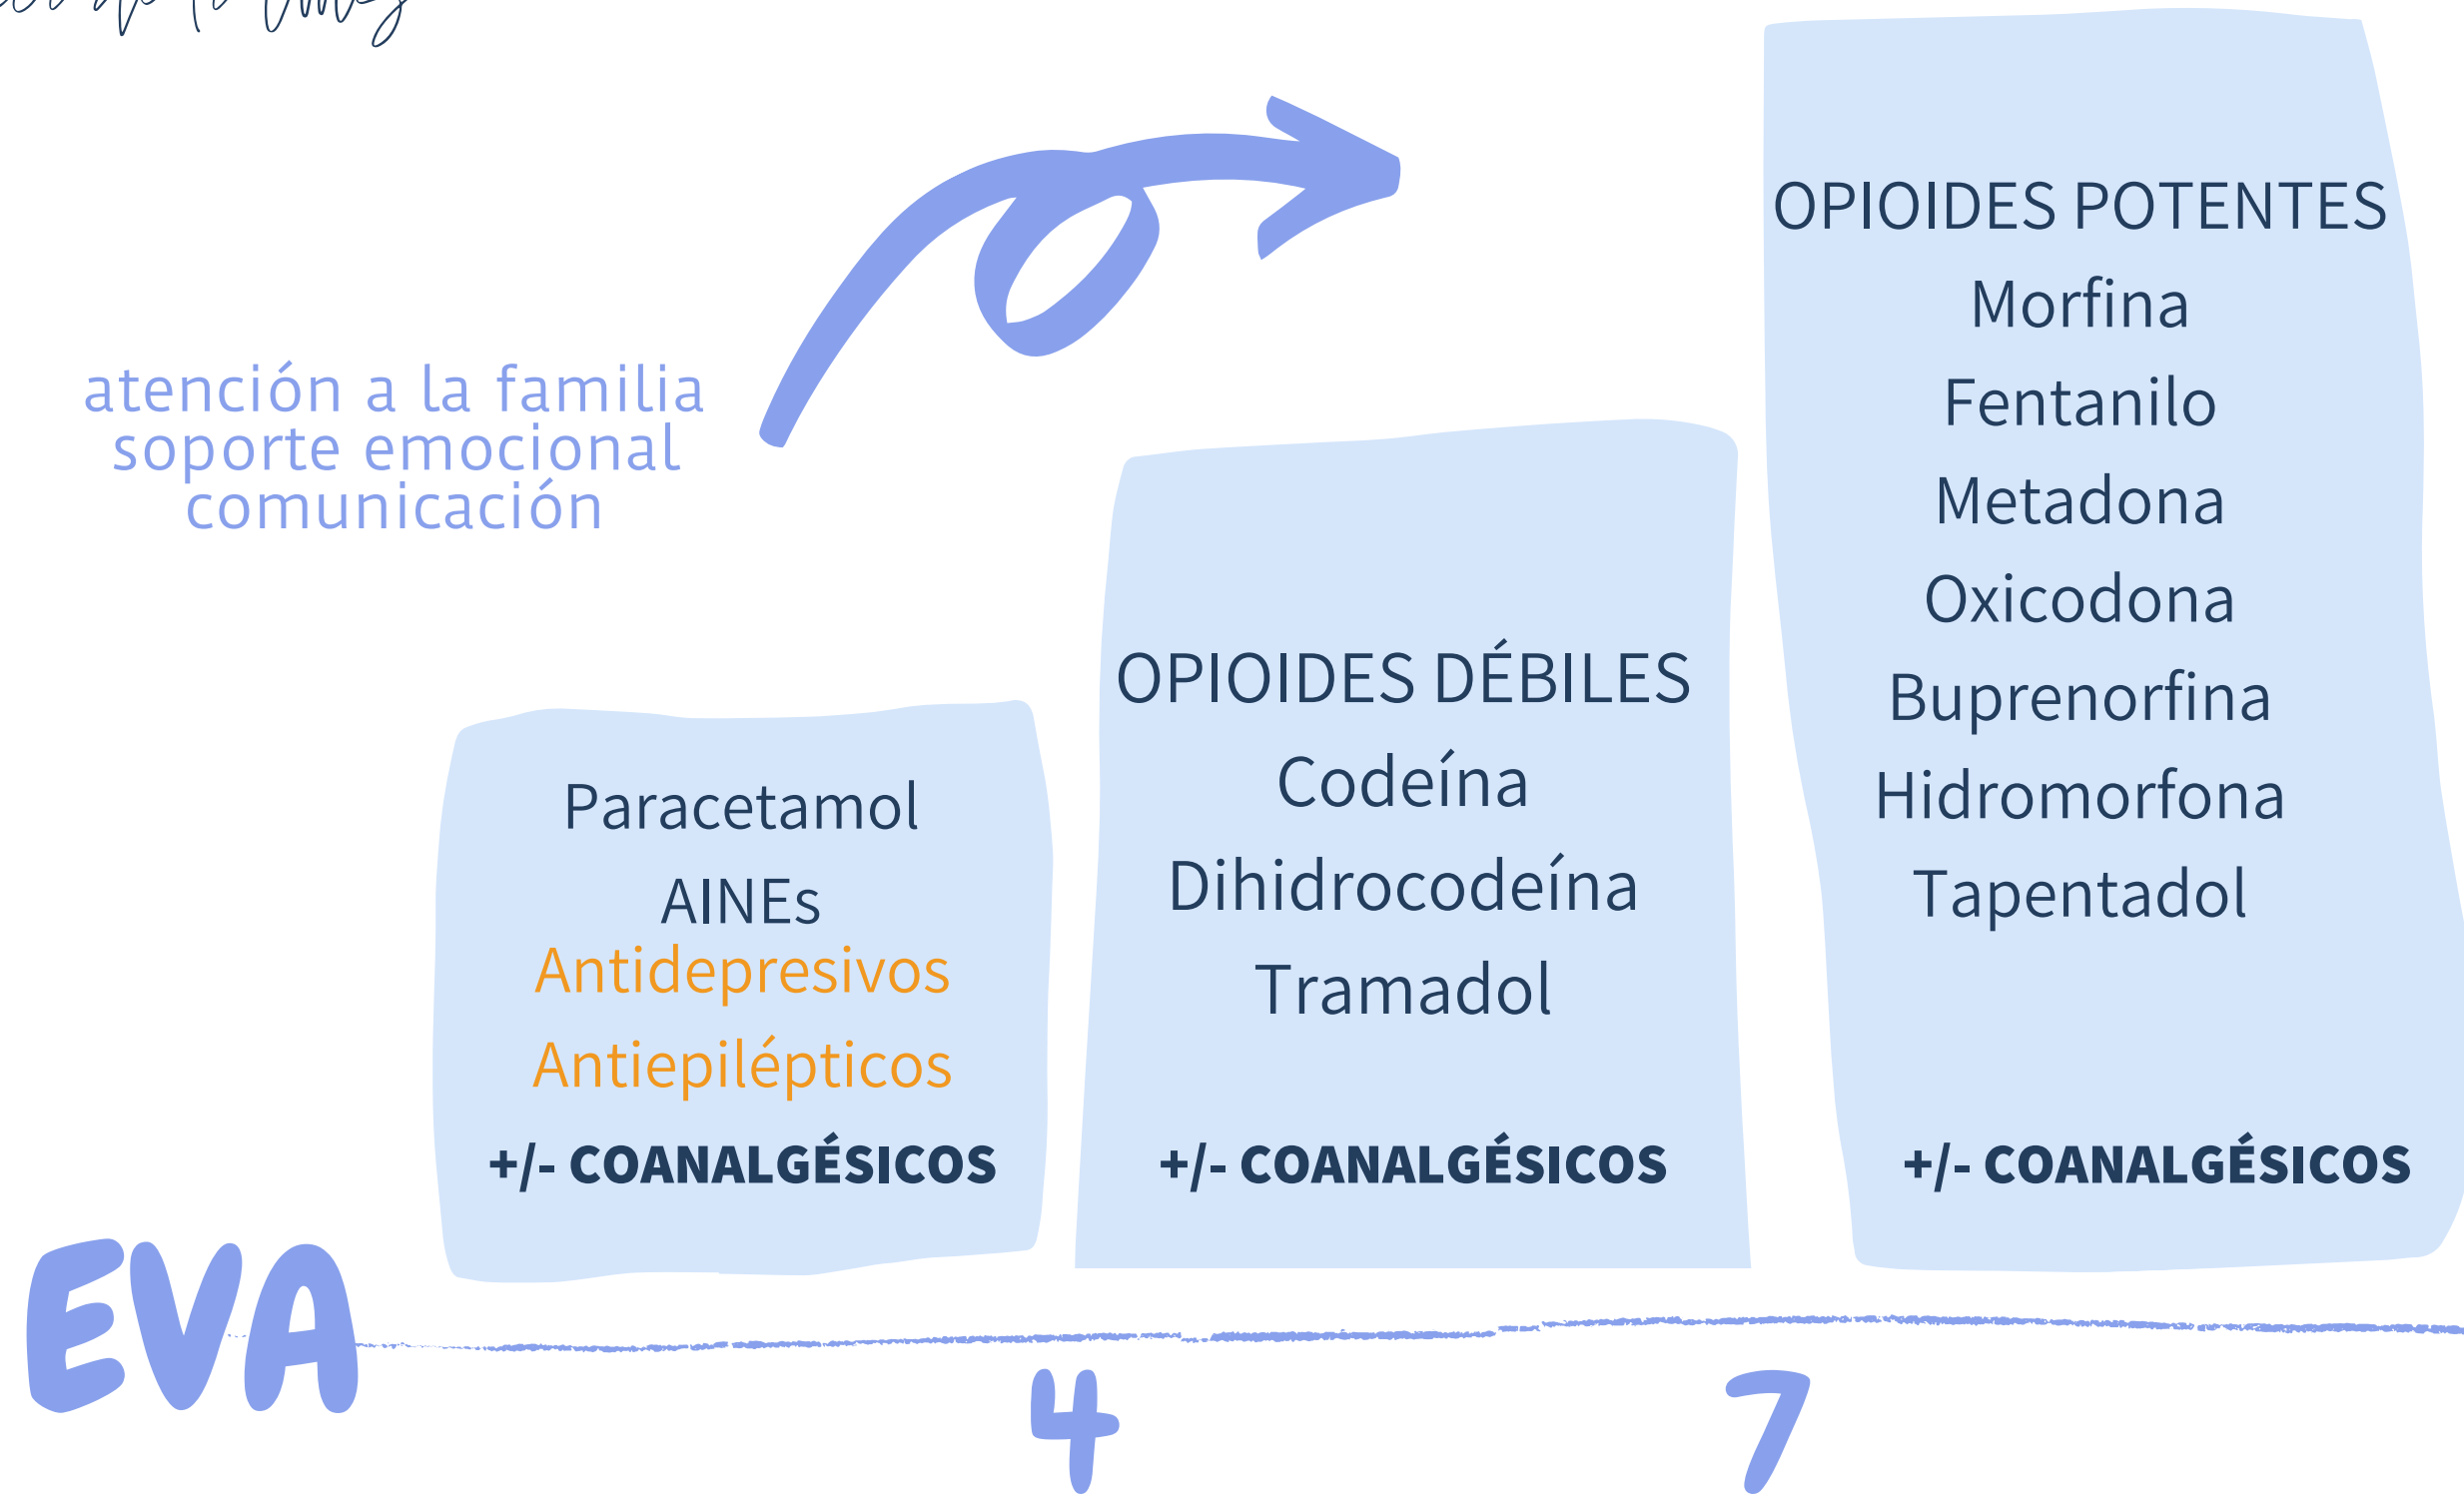 atención a la familia
soporte emocional
comunicación
Paracetamol
AINEs
Antidepresivos
Antiepilépticos
+/- COANALGÉSICOS
OPIOIDES DÉBILES
Codeína
Dihidrocodeína
Tramadol
+/- COANALGÉSICOS
OPIOIDES POTENTES
Morfina
Fentanilo
Metadona
Oxicodona
Buprenorfina
Hidromorfona
Tapentadol
+/- COANALGÉSICOS
EVA
4
7